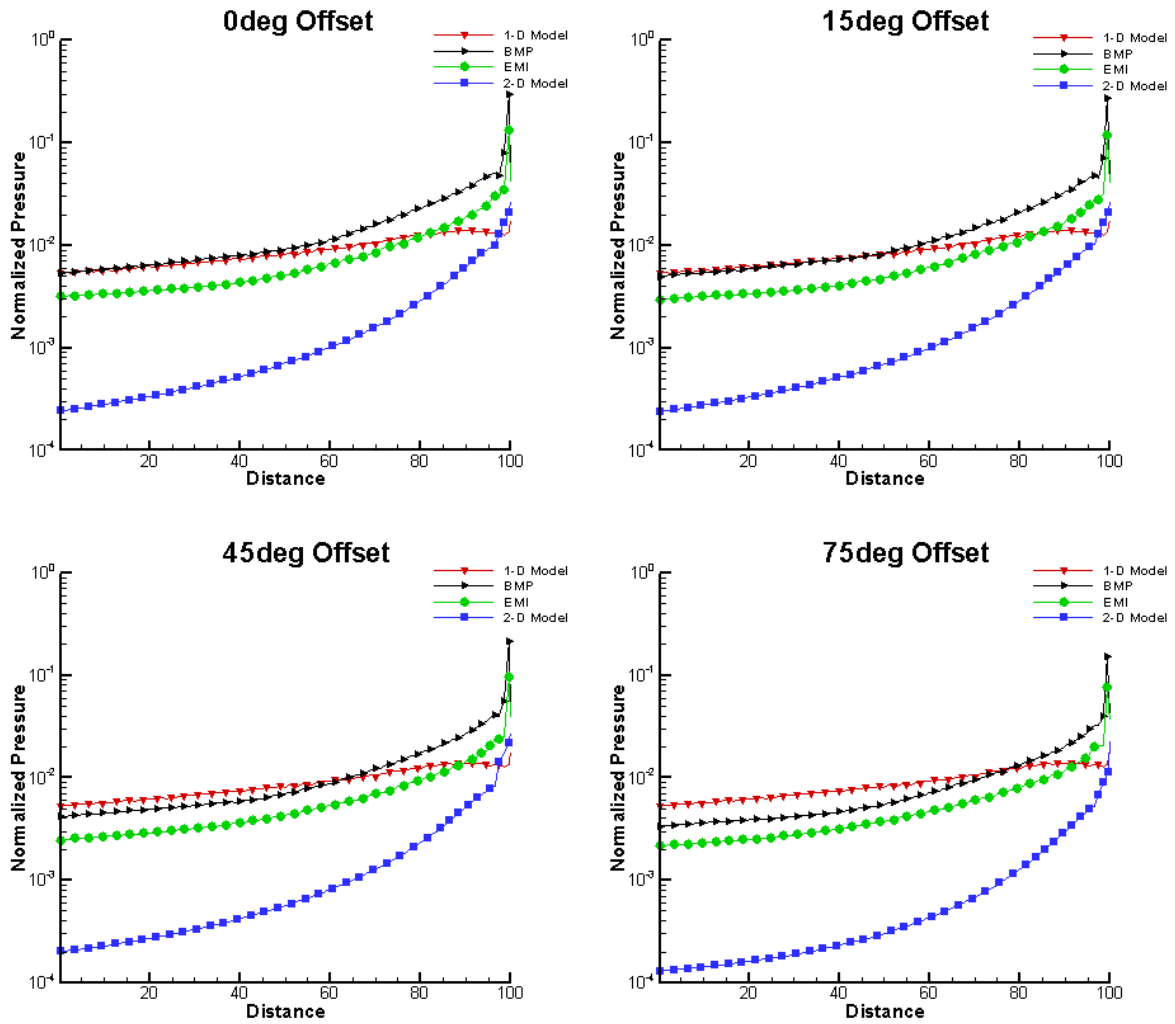 0deg Offset
1-D Model
BMP
EMI
2-D Model
10^0
10^-1
10^-2
10^-3
10^-4
Normalized Pressure
20 40 60 80 100
Distance
15deg Offset
1-D Model
BMP
EMI
2-D Model
10^0
10^-1
10^-2
10^-3
10^-4
Normalized Pressure
20 40 60 80 100
Distance
45deg Offset
1-D Model
BMP
EMI
2-D Model
10^0
10^-1
10^-2
10^-3
10^-4
Normalized Pressure
20 40 60 80 100
Distance
75deg Offset
1-D Model
BMP
EMI
2-D Model
10^0
10^-1
10^-2
10^-3
10^-4
Normalized Pressure
20 40 60 80 100
Distance